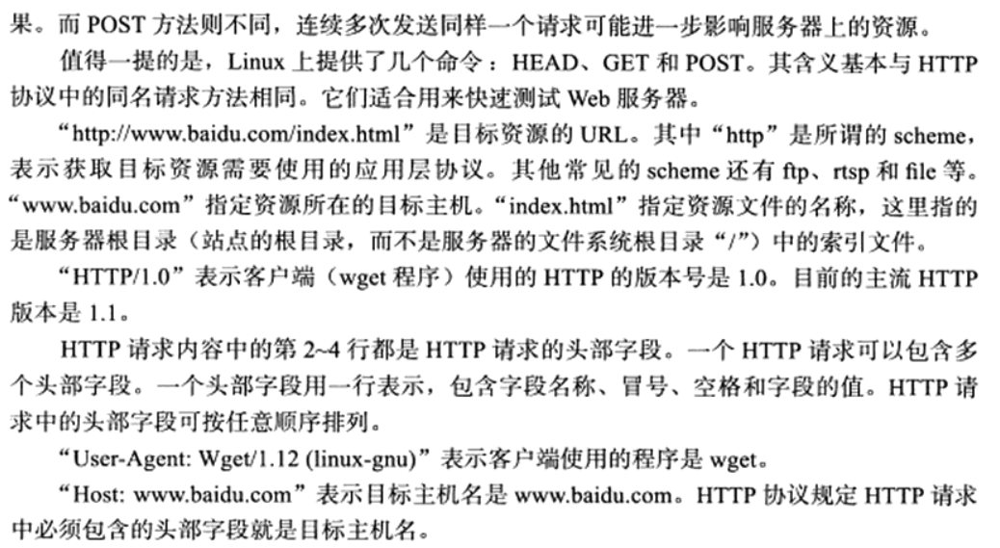 果。而 POST 方法则不同，连续多次发送同样一个请求可能进一步影响服务器上的资源。
值得一提的是，Linux 上提供了几个命令：HEAD、GET 和 POST。其含义基本与 HTTP
协议中的同名请求方法相同。它们适合用来快速测试 Web 服务器。
“http://www.baidu.com/index.html”是目标资源的 URL。其中“http”是所谓的 scheme，
表示获取目标资源需要使用的应用层协议。其他常见的 scheme 还有 ftp、rtsp 和 file 等。
“www.baidu.com”指定资源所在的目标主机。“index.html”指定资源文件的名称，这里指的
是服务器根目录（站点的根目录，而不是服务器的文件系统根目录“/”）中的索引文件。
“HTTP/1.0”表示客户端（wget 程序）使用的 HTTP 的版本号是 1.0。目前的主流 HTTP
版本是 1.1。
HTTP 请求内容中的第 2~4 行都是 HTTP 请求的头部字段。一个 HTTP 请求可以包含多
个头部字段。一个头部字段用一行表示，包含字段名称、冒号、空格和字段的值。HTTP 请
求中的头部字段可按任意顺序排列。
“User-Agent: Wget/1.12 (linux-gnu)”表示客户端使用的程序是 wget。
“Host: www.baidu.com”表示目标主机名是 www.baidu.com。HTTP 协议规定 HTTP 请求
中必须包含的头部字段就是目标主机名。